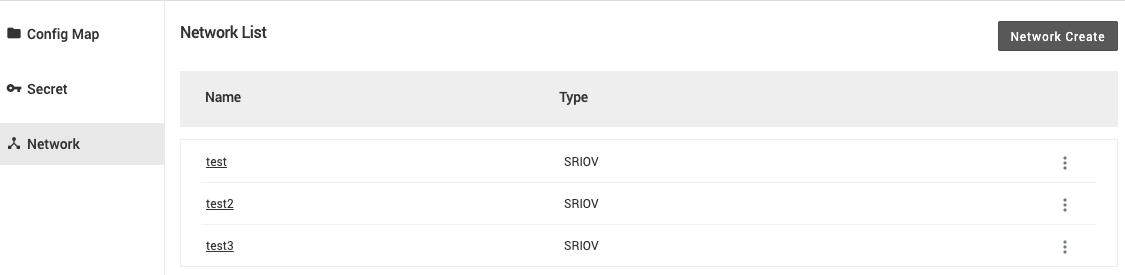 Config Map
Secret
Network
Network List
Network Create
Name Type
test SRIOV
test2 SRIOV
test3 SRIOV